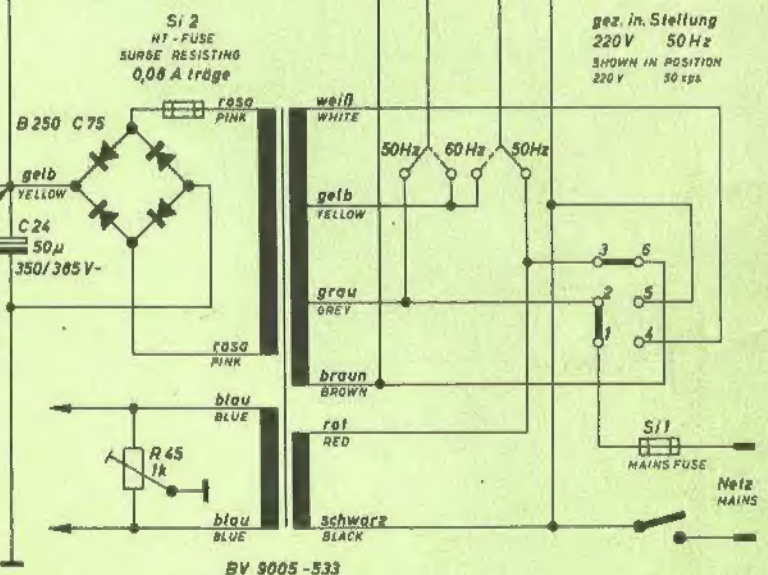 Si 2
HT - FUSE
SURGE RESISTING
0,08 A träge
gez. in. Stellung
220 V 50 Hz
SHOWN IN POSITION
220 V 50 cps
rosa
PINK
weiß
WHITE
B 250 C 75
50Hz 60Hz 50Hz
gelb
YELLOW
gelb
YELLOW
C 24
50µ
350/385 V-
3 6
grau
GREY
2 5
1 4
rosa
PINK
braun
BROWN
blau
BLUE
rot
RED
Si 1
MAINS FUSE
R 45
1k
Netz
MAINS
blau
BLUE
schwarz
BLACK
BV 9005 - 533